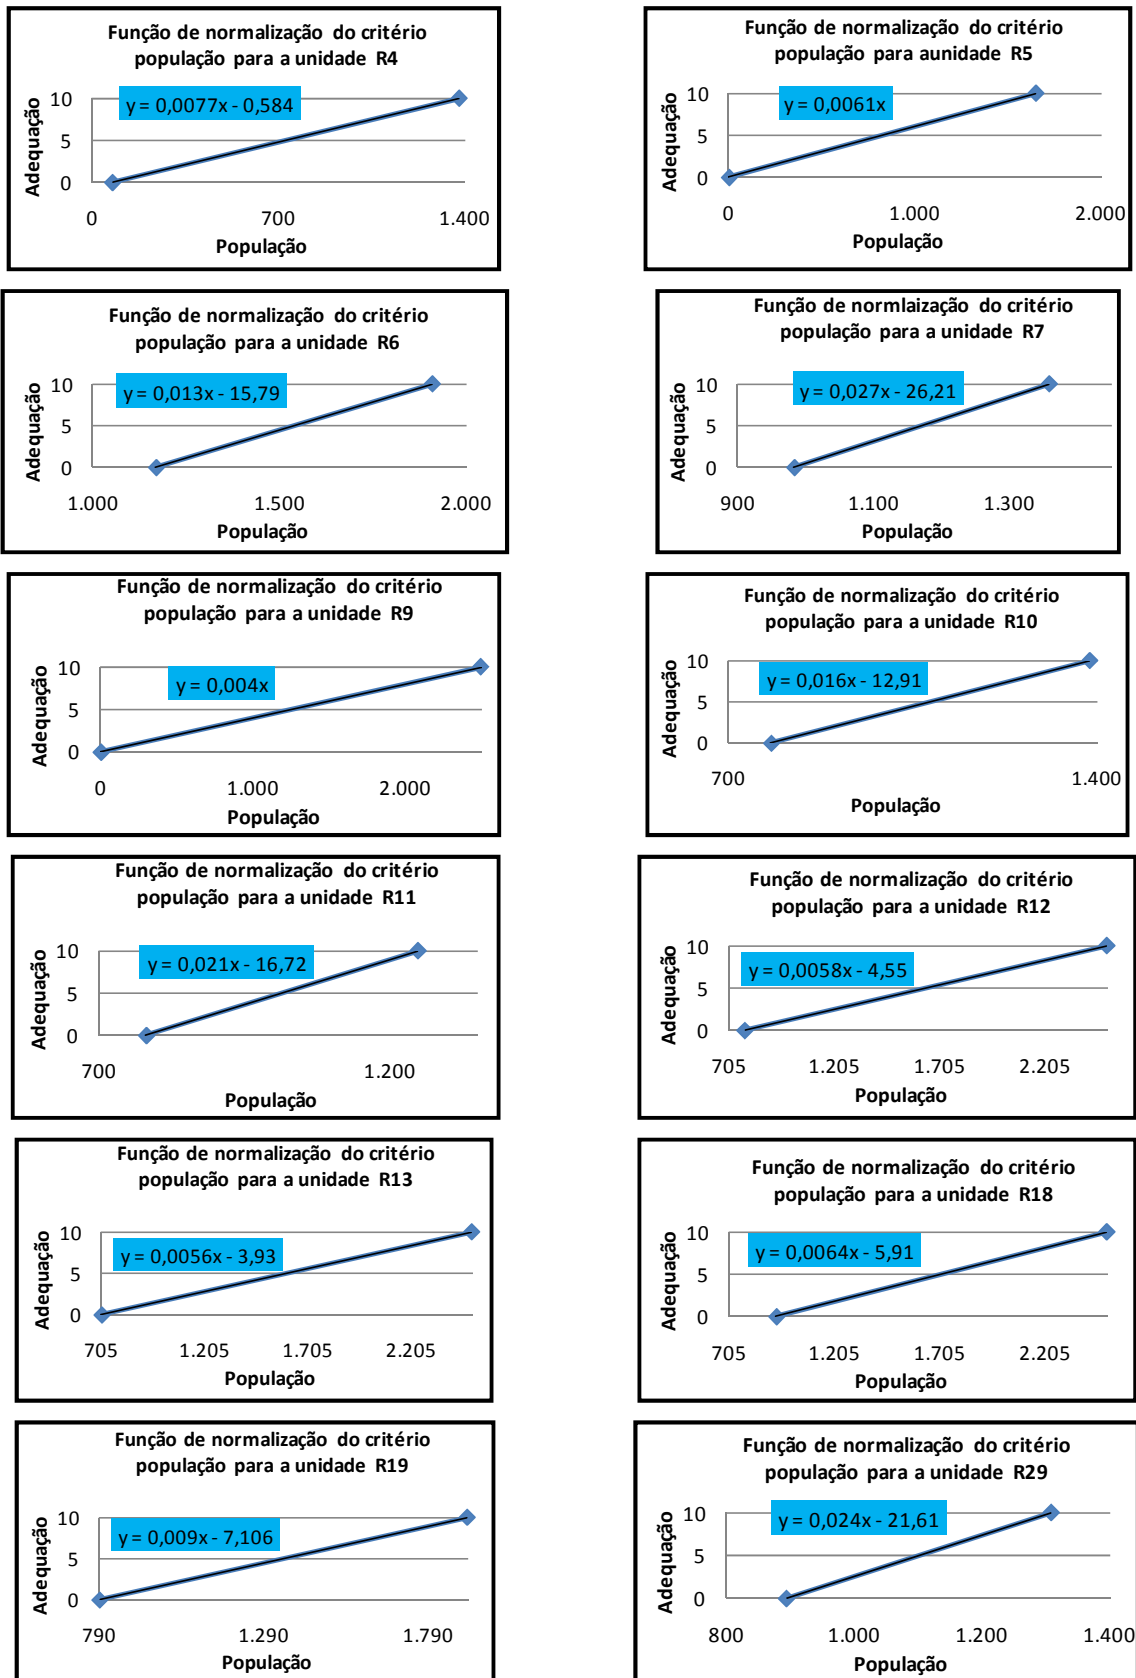 Função de normalização do critério
população para a unidade R4
y = 0,0077x - 0,584
Adequação
10
5
0
0 700 1.400
População
Função de normalização do critério
população para aunidade R5
y = 0,0061x
Adequação
10
5
0
0 1.000 2.000
População
Função de normalização do critério
população para a unidade R6
y = 0,013x - 15,79
Adequação
10
5
0
1.000 1.500 2.000
População
Função de normlaização do critério
população para a unidade R7
y = 0,027x - 26,21
Adequação
10
5
0
900 1.100 1.300
População
Função de normalização do critério
população para a unidade R9
y = 0,004x
Adequação
10
5
0
0 1.000 2.000
População
Função de normalização do critério
população para a unidade R10
y = 0,016x - 12,91
Adequação
10
5
0
700 1.400
População
Função de normalização do critério
população para a unidade R11
y = 0,021x - 16,72
Adequação
10
5
0
700 1.200
População
Função de normalização do critério
população para a unidade R12
y = 0,0058x - 4,55
Adequação
10
5
0
705 1.205 1.705 2.205
População
Função de normalização do critério
população para a unidade R13
y = 0,0056x - 3,93
Adequação
10
5
0
705 1.205 1.705 2.205
População
Função de normalização do critério
população para a unidade R18
y = 0,0064x - 5,91
Adequação
10
5
0
705 1.205 1.705 2.205
População
Função de normalização do critério
população para a unidade R19
y = 0,009x - 7,106
Adequação
10
5
0
790 1.290 1.790
População
Função de normalização do critério
população para a unidade R29
y = 0,024x - 21,61
Adequação
10
5
0
800 1.000 1.200 1.400
População